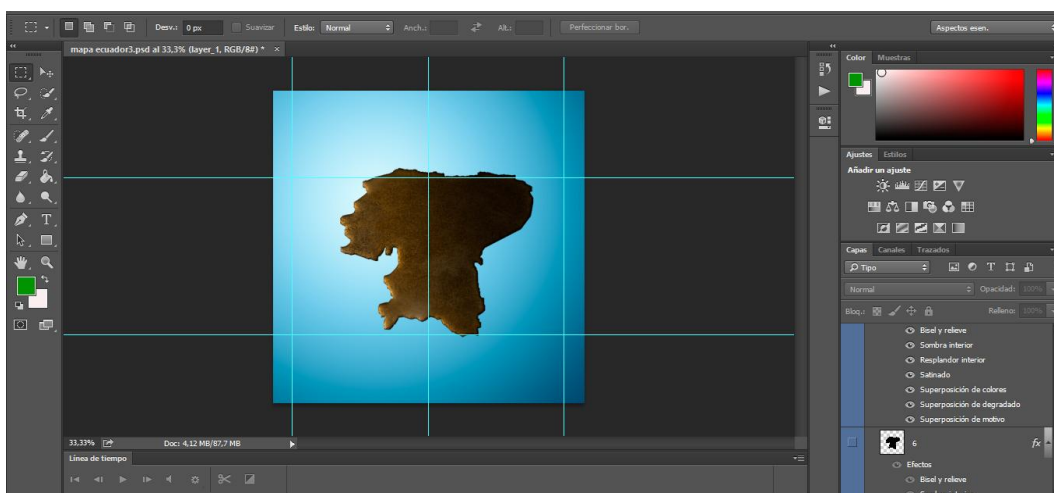 Desv.: 0 px Suavizar Estilo: Normal Anch.: Alt.: Perfeccionar bor. Aspectos esen.
mapa ecuador3.psd al 33,3% (layer_1, RGB/8#) * ×
Color Muestras
Ajustes Estilos
Añadir un ajuste
Capas Canales Trazados
Tipo
Normal Opacidad: 100%
Bloq.: Relleno: 100%
Bisel y relieve
Sombra interior
Resplandor interior
Satinado
Superposición de colores
Superposición de degradado
Superposición de motivo
6 fx
Efectos
Bisel y relieve
33,33% Doc: 4,12 MB/87,7 MB
Línea de tiempo